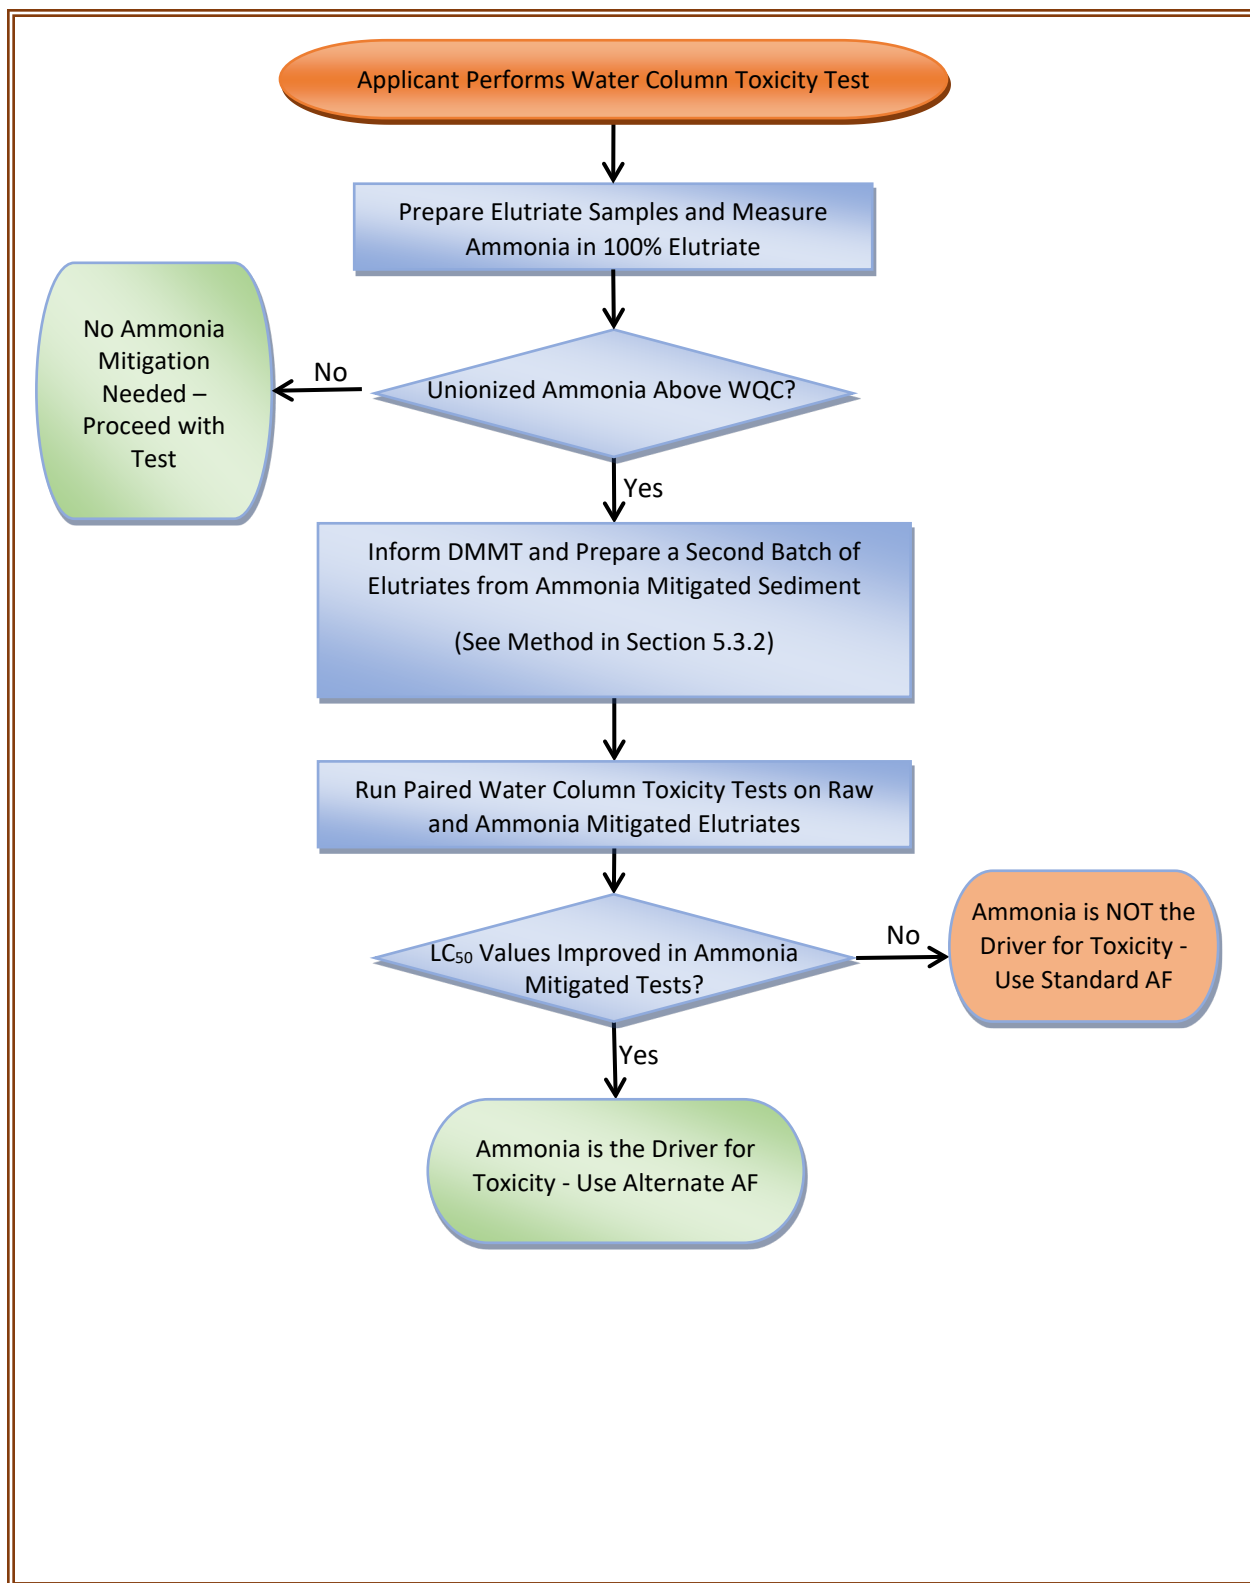 Applicant Performs Water Column Toxicity Test
Prepare Elutriate Samples and Measure
Ammonia in 100% Elutriate
No Ammonia
Mitigation
Needed –
Proceed with
Test
No
Unionized Ammonia Above WQC?
Yes
Inform DMMT and Prepare a Second Batch of
Elutriates from Ammonia Mitigated Sediment
(See Method in Section 5.3.2)
Run Paired Water Column Toxicity Tests on Raw
and Ammonia Mitigated Elutriates
LC₅₀ Values Improved in Ammonia
Mitigated Tests?
No
Ammonia is NOT the
Driver for Toxicity -
Use Standard AF
Yes
Ammonia is the Driver for
Toxicity - Use Alternate AF